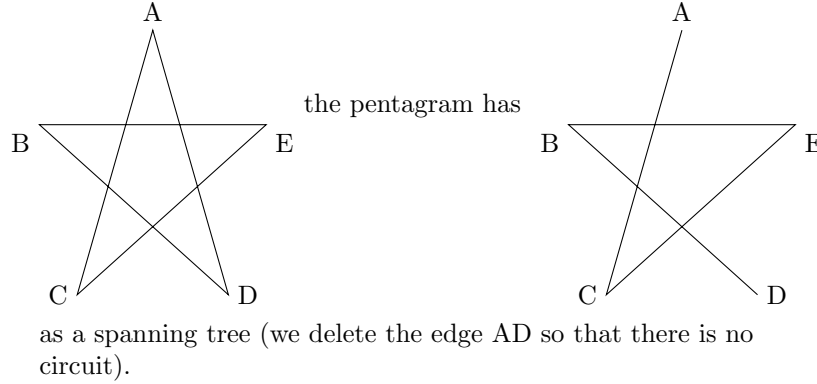 A A
the pentagram has
B E B E
C D C D
as a spanning tree (we delete the edge AD so that there is no
circuit).